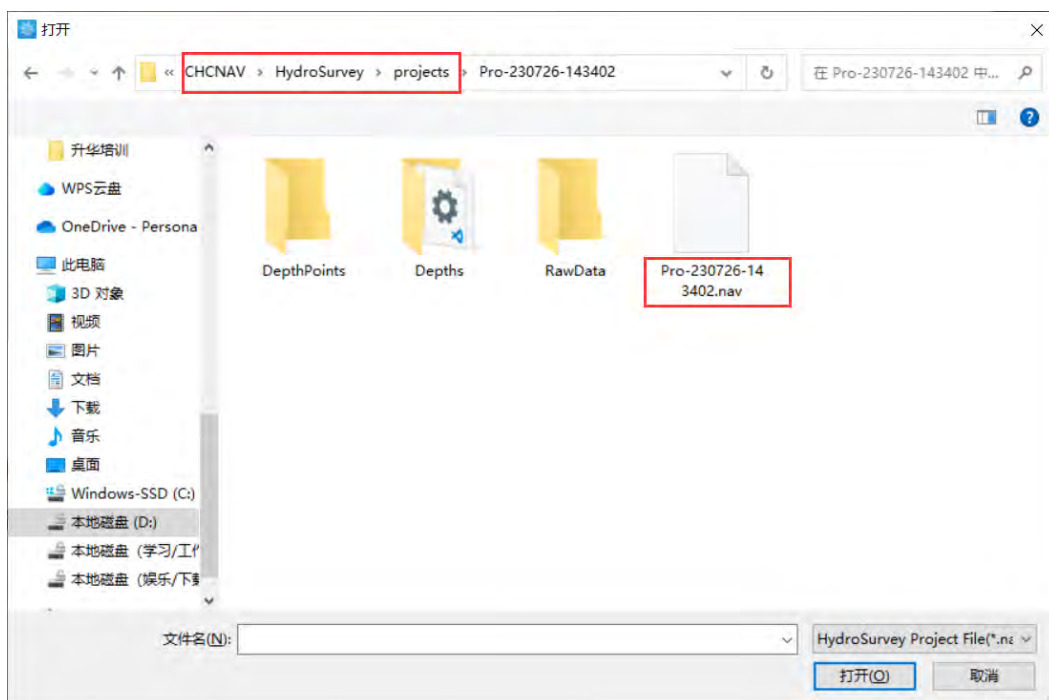 打开
« CHCNAV › HydroSurvey › projects › Pro-230726-143402
在 Pro-230726-143402 中...
升华培训
WPS云盘
OneDrive - Persona
此电脑
3D 对象
视频
图片
文档
下载
音乐
桌面
Windows-SSD (C:)
本地磁盘 (D:)
本地磁盘 (学习/工作
本地磁盘 (娱乐/下载
DepthPoints
Depths
RawData
Pro-230726-14
3402.nav
文件名(N):
HydroSurvey Project File(*.na
打开(O)
取消